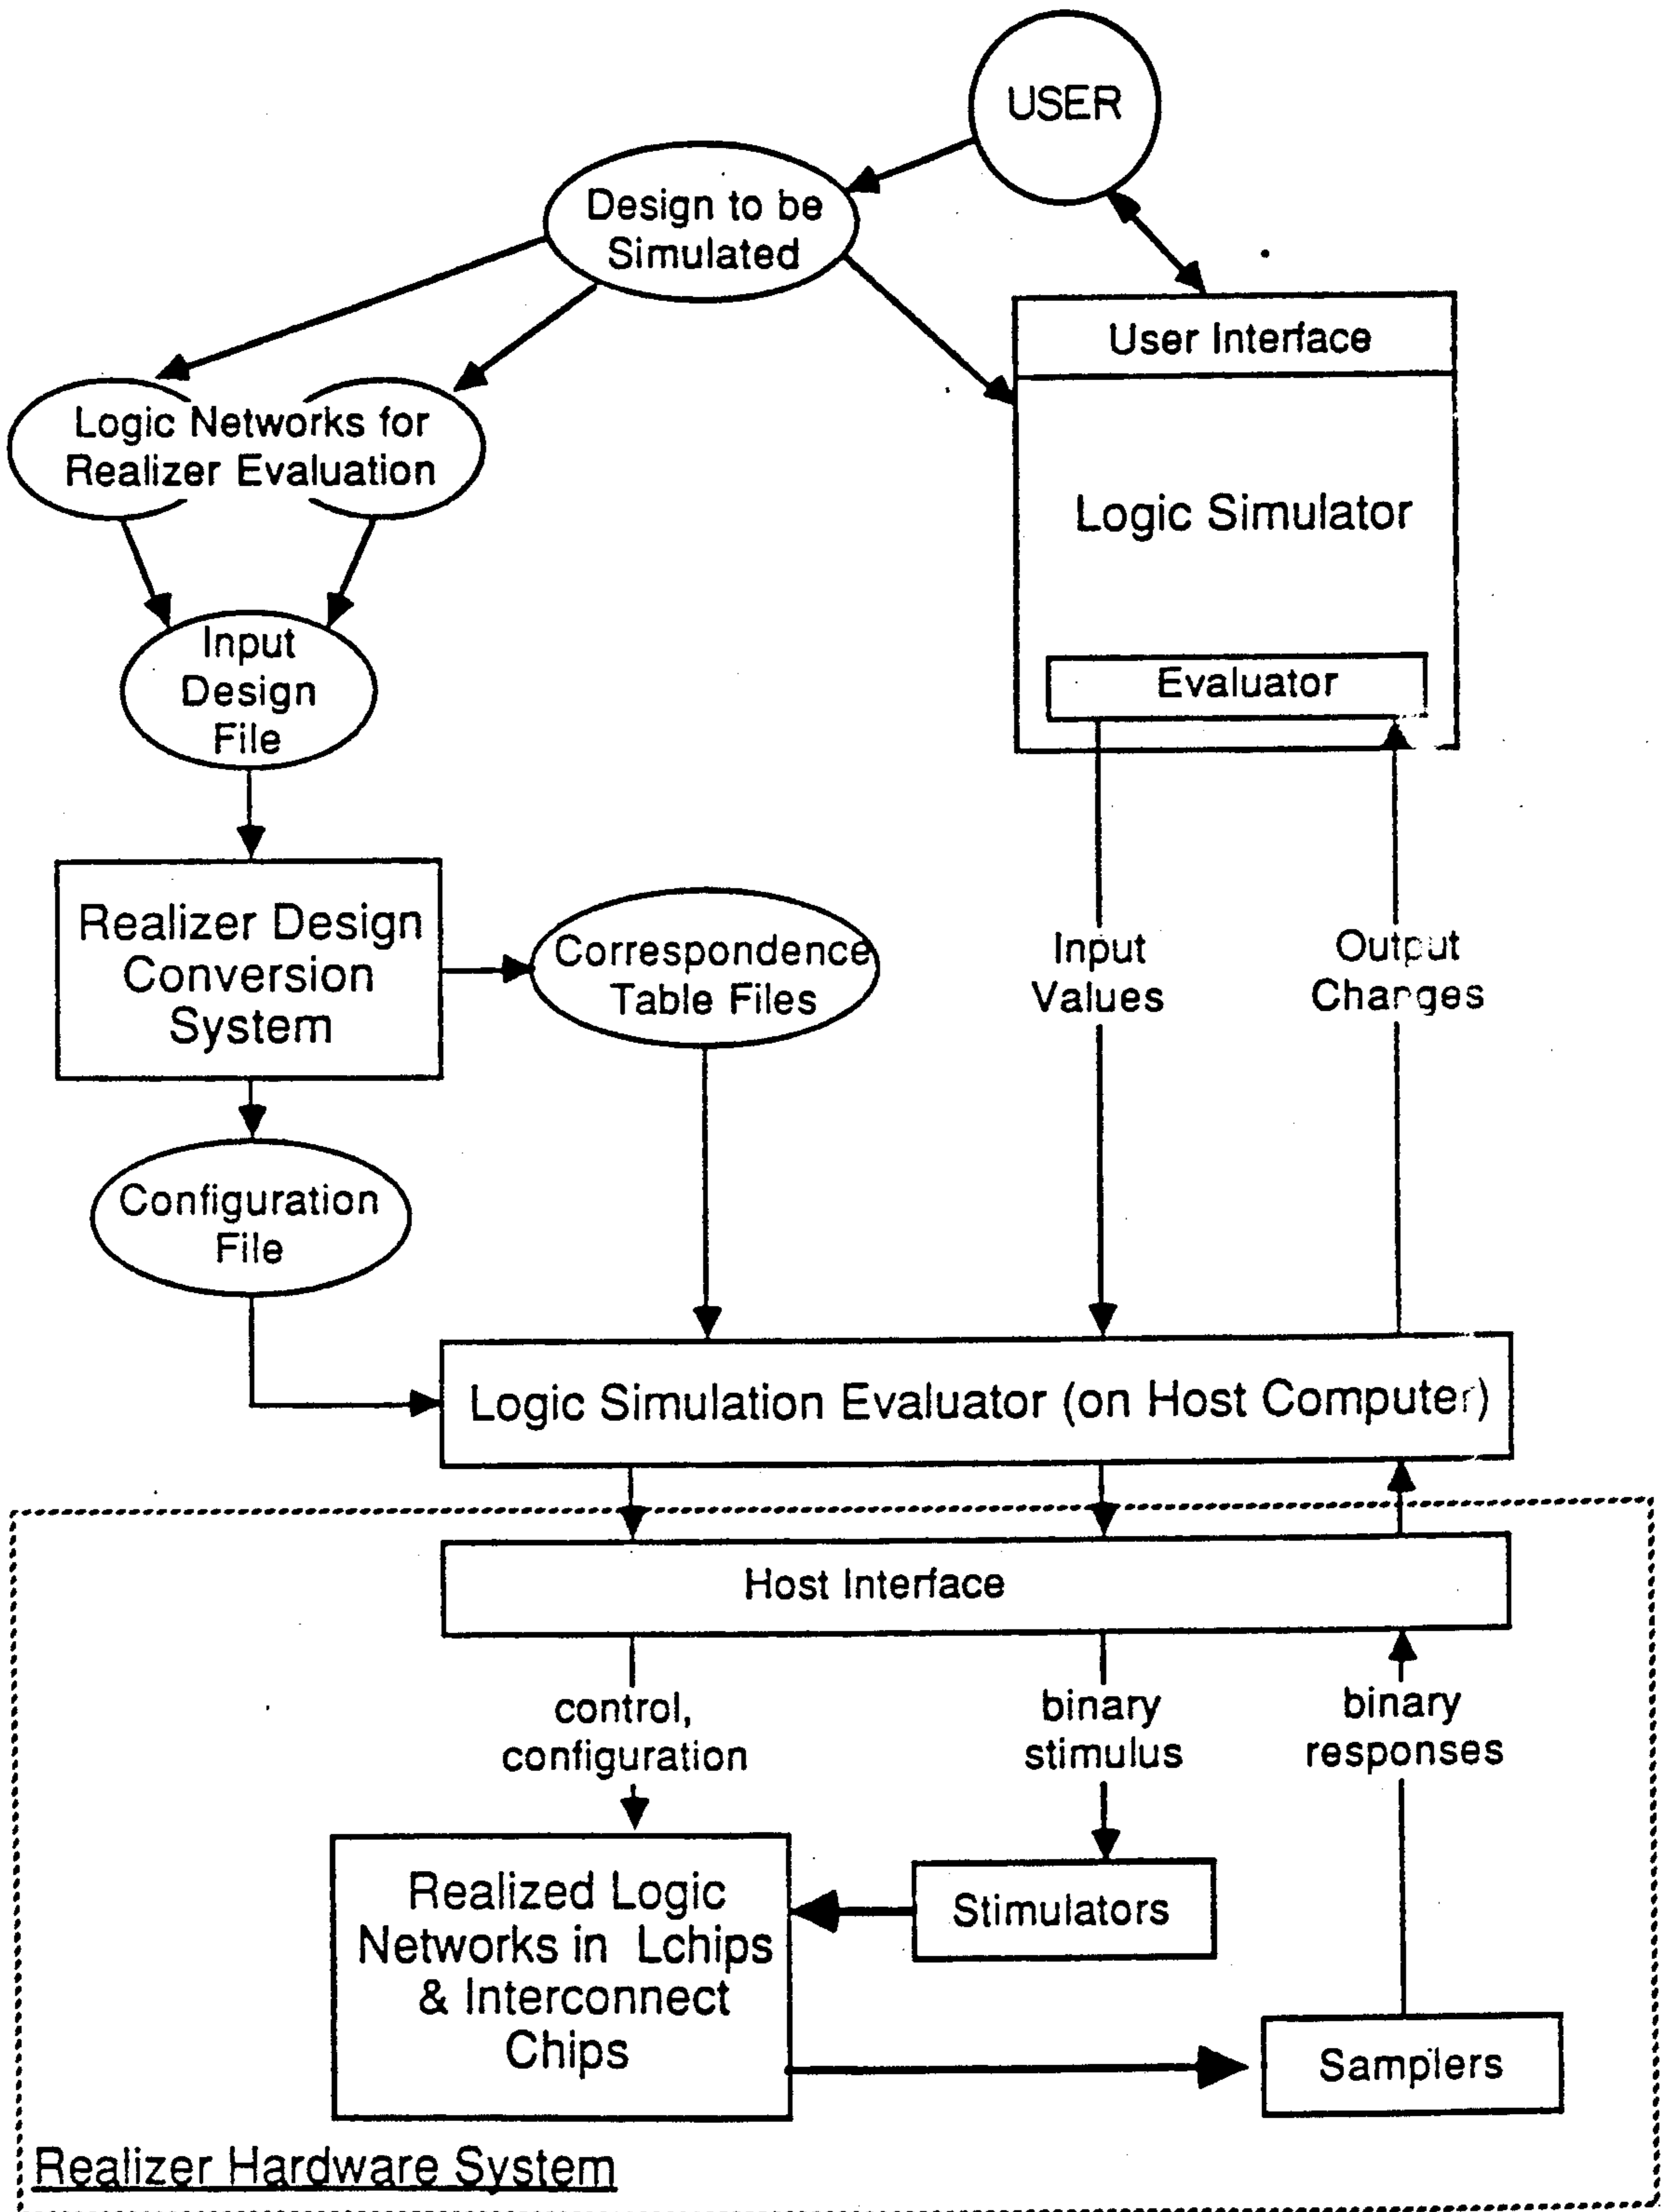 USER
Design to be
Simulated
User Interface
Logic Networks for
Realizer Evaluation
Logic Simulator
Input
Design
File
Evaluator
Realizer Design
Conversion
System
Correspondence
Table Files
Input
Values
Output
Changes
Configuration
File
Logic Simulation Evaluator (on Host Computer)
Host Interface
control,
configuration
binary
stimulus
binary
responses
Realized Logic
Networks in Lchips
& Interconnect
Chips
Stimulators
Samplers
Realizer Hardware System